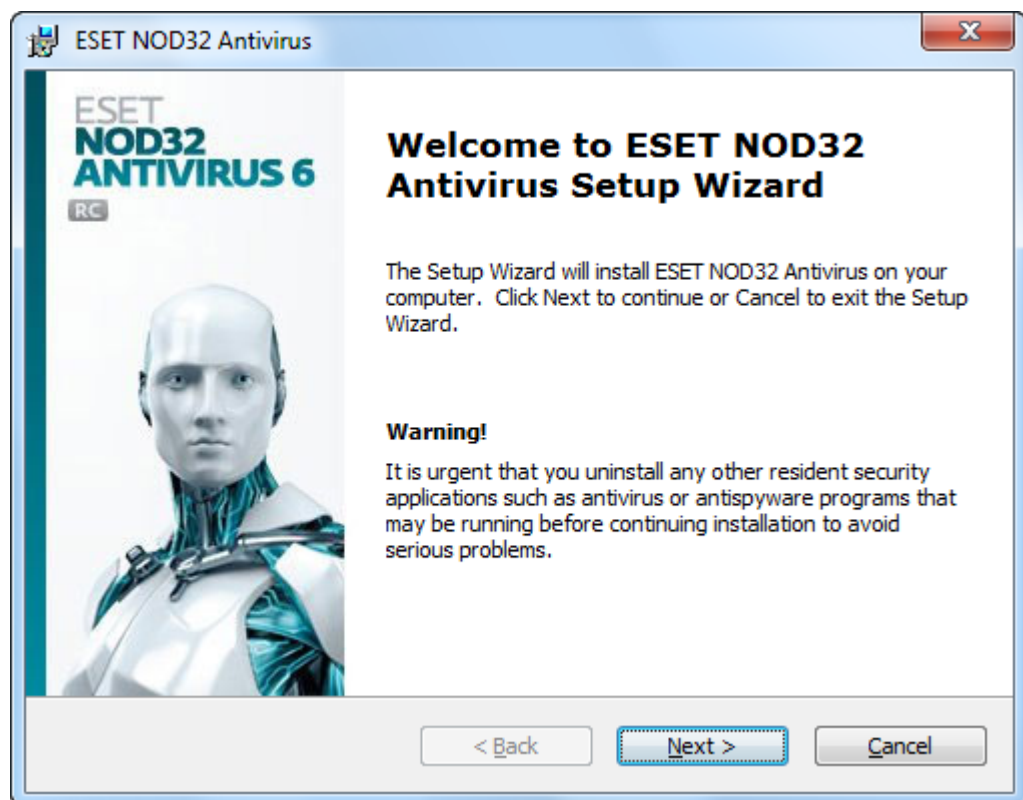 ESET NOD32 Antivirus
X
ESET
NOD32
ANTIVIRUS 6
RC
Welcome to ESET NOD32
Antivirus Setup Wizard
The Setup Wizard will install ESET NOD32 Antivirus on your
computer.  Click Next to continue or Cancel to exit the Setup
Wizard.
Warning!
It is urgent that you uninstall any other resident security
applications such as antivirus or antispyware programs that
may be running before continuing installation to avoid
serious problems.
< Back
Next >
Cancel